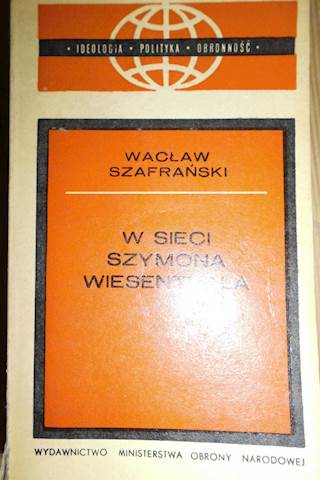 • IDEOLOGIA • POLITYKA • OBRONNOŚĆ •
WACŁAW
SZAFRAŃSKI
W SIECI
SZYMONA
WIESENTHALA
WYDAWNICTWO MINISTERSTWA OBRONY NARODOWEJ